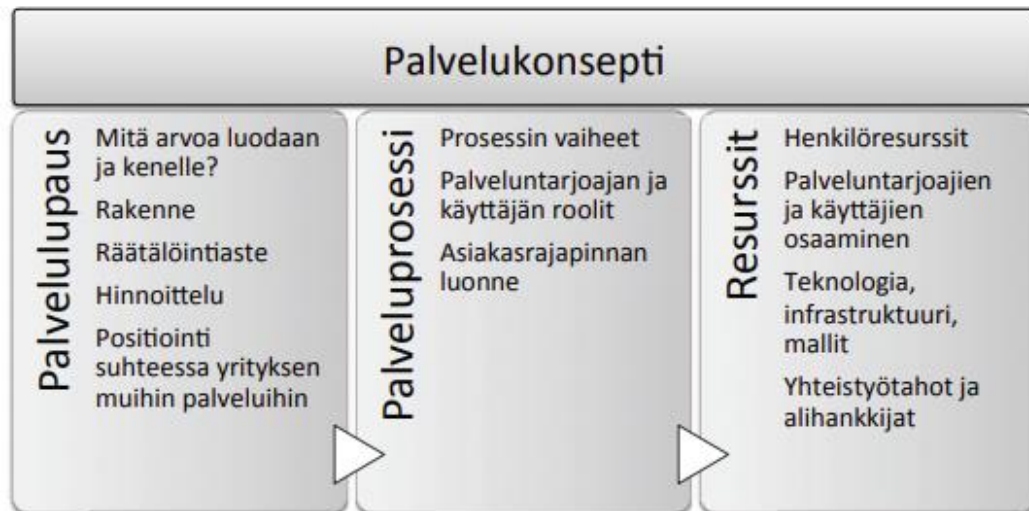 Palvelukonsepti
Palvelulupaus
Mitä arvoa luodaan
ja kenelle?
Rakenne
Räätälöintiaste
Hinnoittelu
Positiointi
suhteessa yrityksen
muihin palveluihin
Palveluprosessi
Prosessin vaiheet
Palveluntarjoajan ja
käyttäjän roolit
Asiakasrajapinnan
luonne
Resurssit
Henkilöresurssit
Palveluntarjoajien
ja käyttäjien
osaaminen
Teknologia,
infrastruktuuri,
mallit
Yhteistyötahot ja
alihankkijat